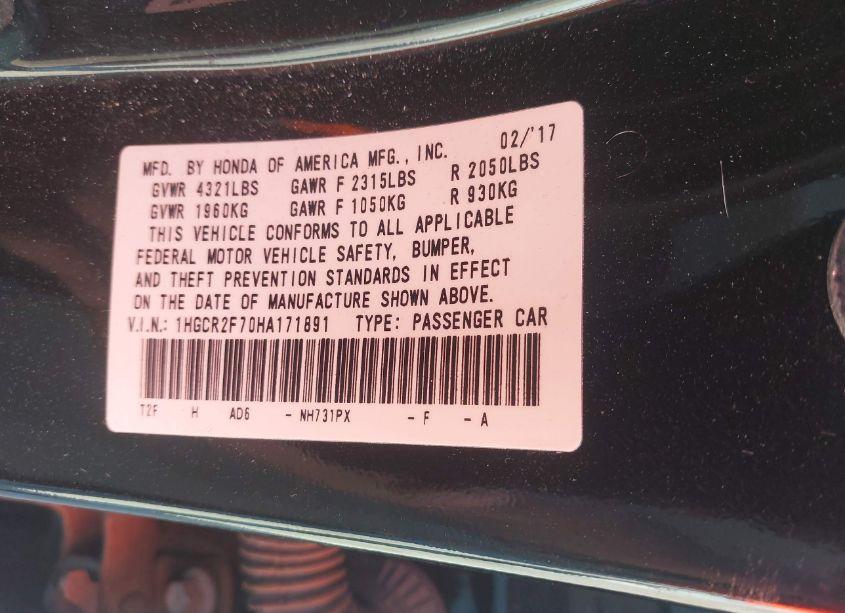 02/'17
MFD. BY HONDA OF AMERICA MFG., INC.
GVWR 4321LBS GAWR F 2315LBS R 2050LBS
GVWR 1960KG GAWR F 1050KG R 930KG
THIS VEHICLE CONFORMS TO ALL APPLICABLE
FEDERAL MOTOR VEHICLE SAFETY, BUMPER,
AND THEFT PREVENTION STANDARDS IN EFFECT
ON THE DATE OF MANUFACTURE SHOWN ABOVE.
V.I.N.: 1HGCR2F70HA171891 TYPE: PASSENGER CAR
T2F H AD6 - NH731PX - F - A